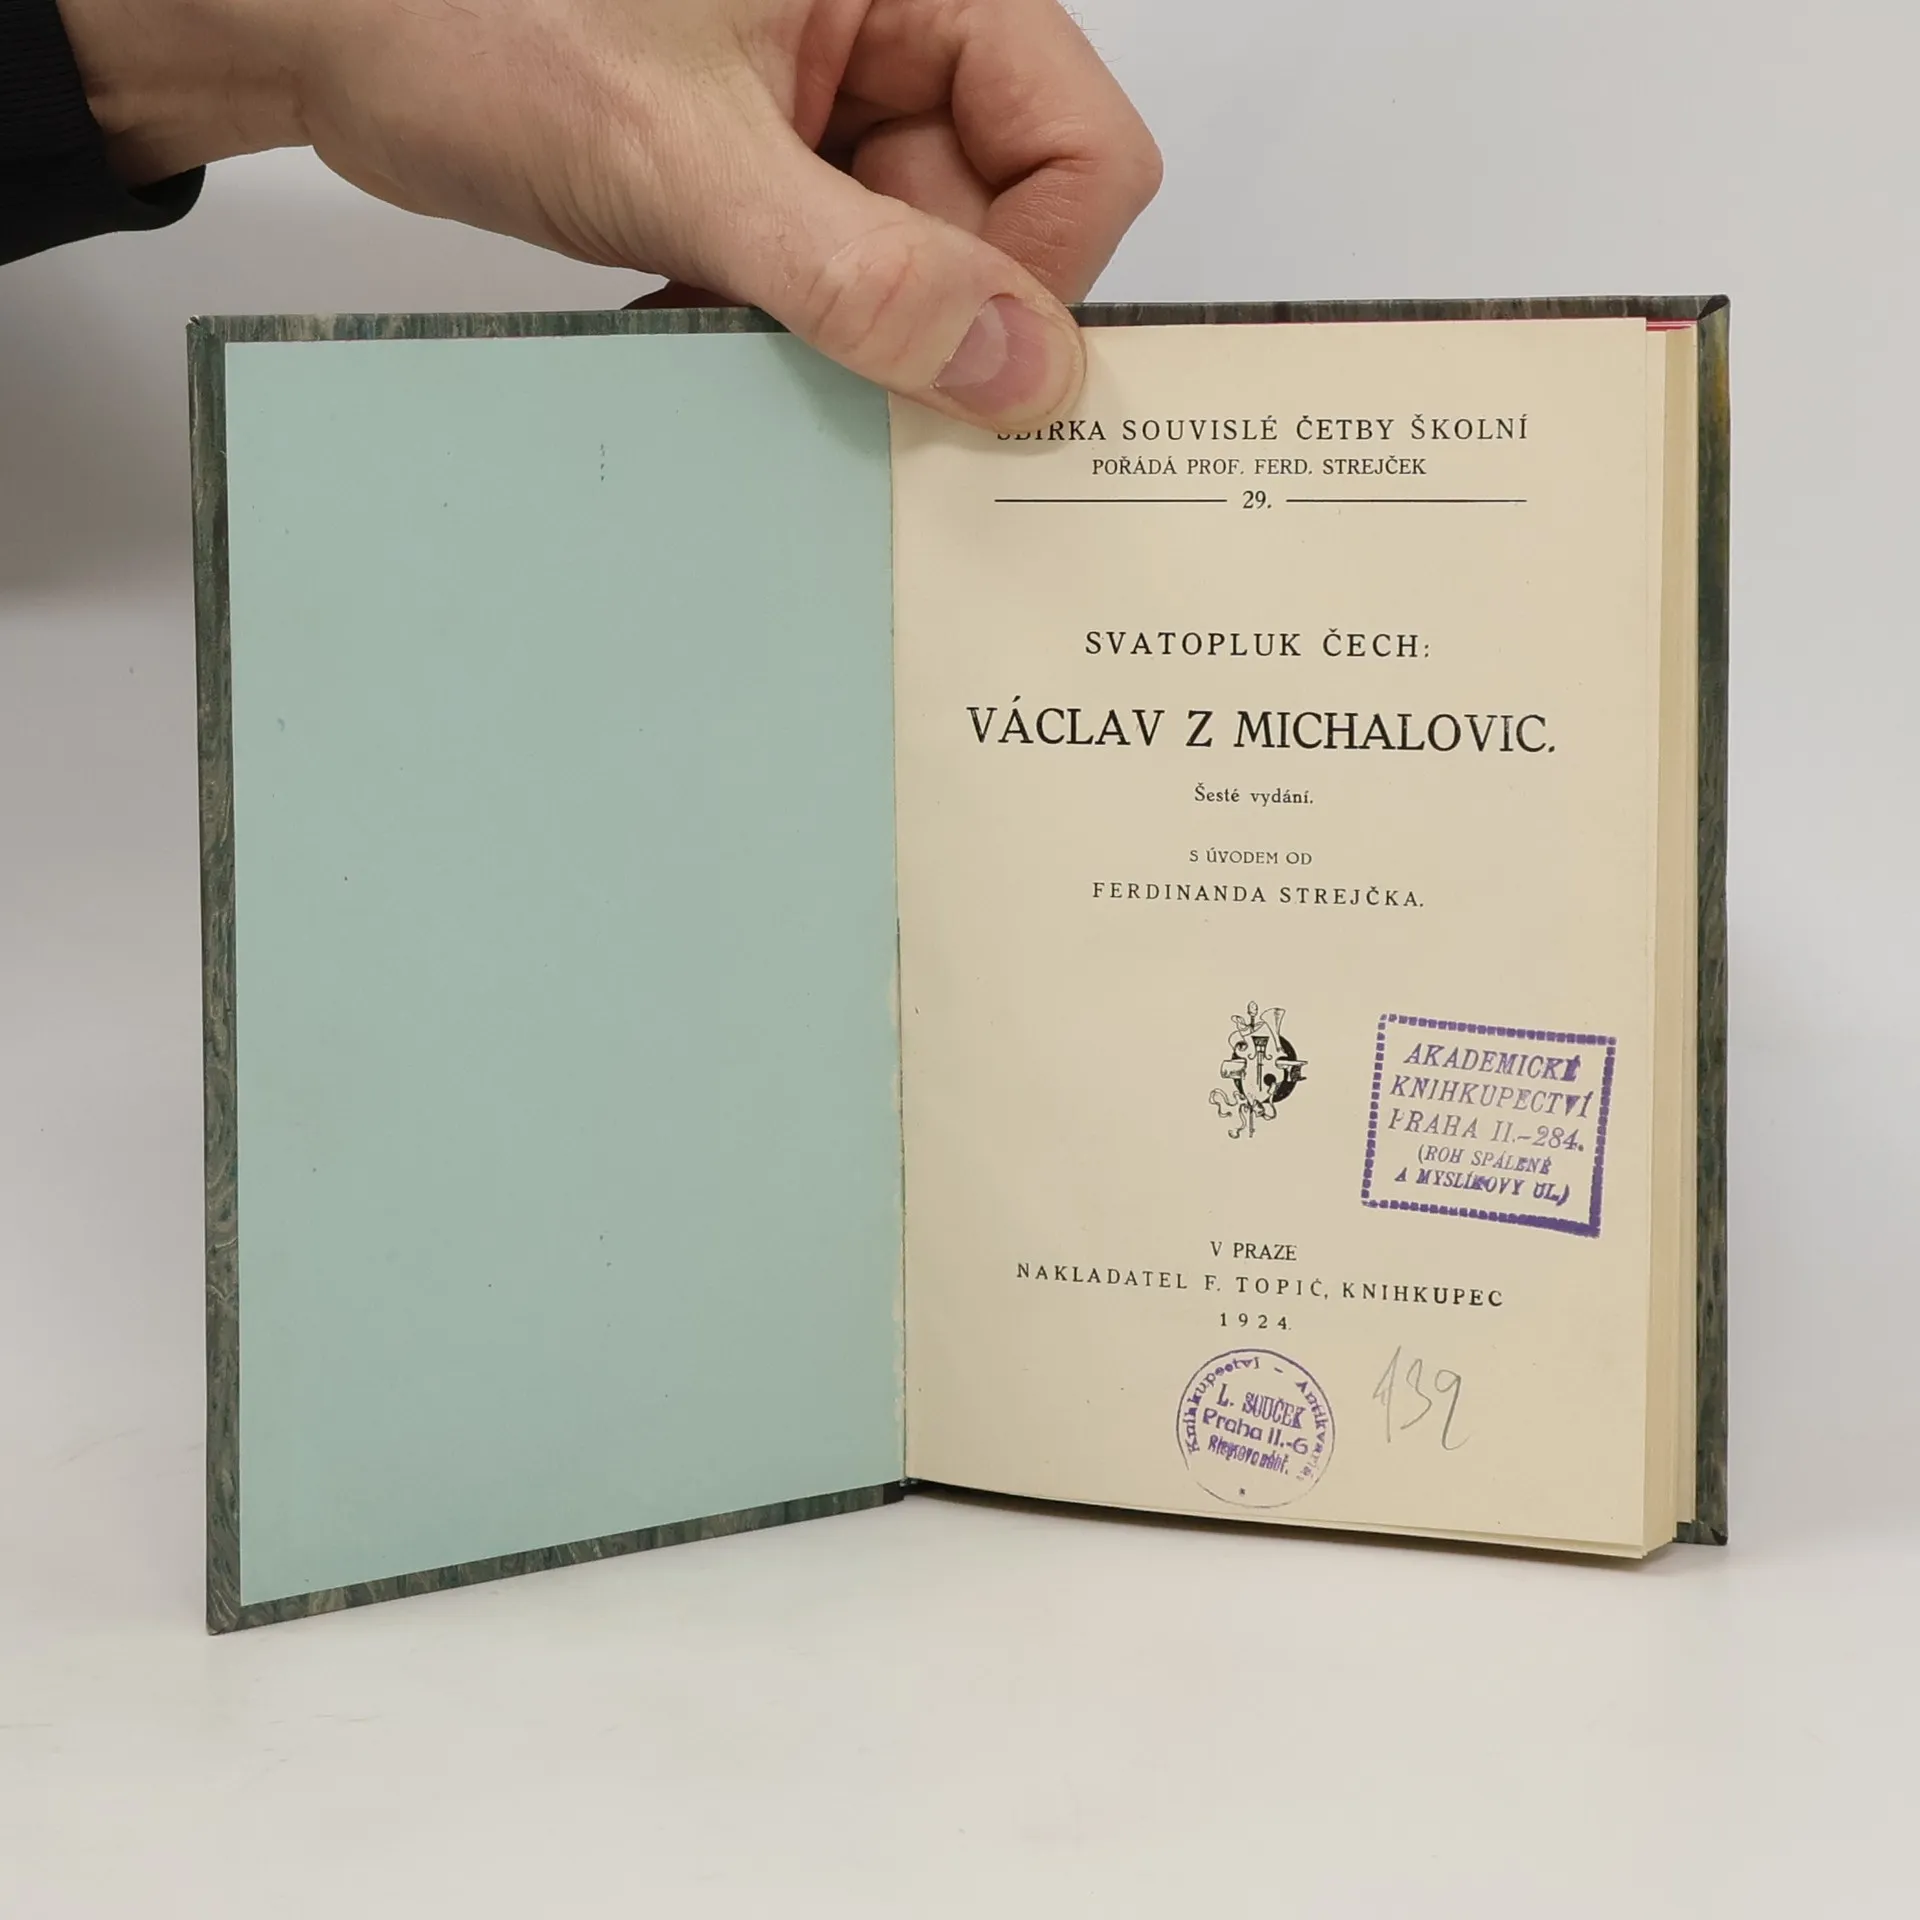 SBÍRKA SOUVISLÉ ČETBY ŠKOLNÍ
POŘÁDÁ PROF. FERD. STREJČEK
29.
SVATOPLUK ČECH:
VÁCLAV Z MICHALOVIC.
Šesté vydání.
S ÚVODEM OD
FERDINANDA STREJČKA.
AKADEMICKÉ
KNIHKUPECTVÍ
PRAHA II.-284.
(ROH SPÁLENÉ
A MYSLÍKOVY UL.)
V PRAZE
NAKLADATEL F. TOPIČ, KNIHKUPEC
1924.
Knihkupectví - Antikvariát
L. SOUČEK
Praha II.-6
139